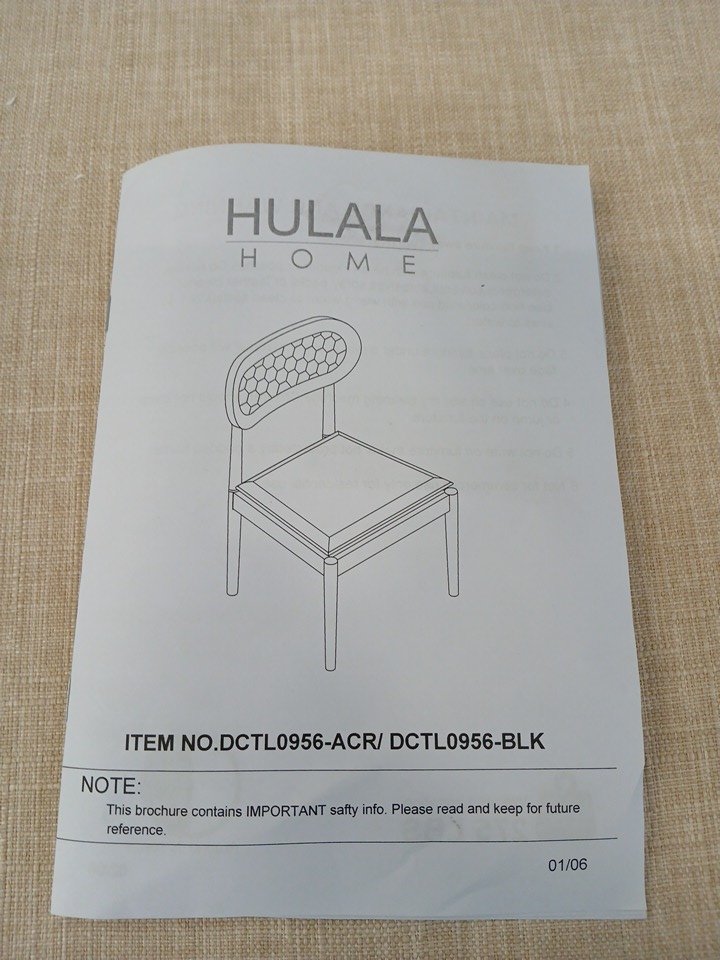 HULALA
HOME
ITEM NO.DCTL0956-ACR/ DCTL0956-BLK
NOTE:
This brochure contains IMPORTANT safty info. Please read and keep for future
reference.
01/06